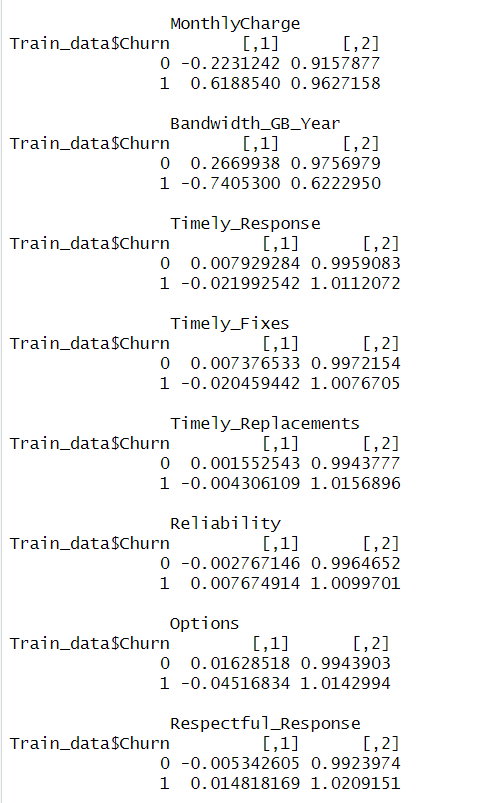 MonthlyCharge
Train_data$Churn [,1] [,2]
0 -0.2231242 0.9157877
1 0.6188540 0.9627158
Bandwidth_GB_Year
Train_data$Churn [,1] [,2]
0 0.2669938 0.9756979
1 -0.7405300 0.6222950
Timely_Response
Train_data$Churn [,1] [,2]
0 0.007929284 0.9959083
1 -0.021992542 1.0112072
Timely_Fixes
Train_data$Churn [,1] [,2]
0 0.007376533 0.9972154
1 -0.020459442 1.0076705
Timely_Replacements
Train_data$Churn [,1] [,2]
0 0.001552543 0.9943777
1 -0.004306109 1.0156896
Reliability
Train_data$Churn [,1] [,2]
0 -0.002767146 0.9964652
1 0.007674914 1.0099701
Options
Train_data$Churn [,1] [,2]
0 0.01628518 0.9943903
1 -0.04516834 1.0142994
Respectful_Response
Train_data$Churn [,1] [,2]
0 -0.005342605 0.9923974
1 0.014818169 1.0209151